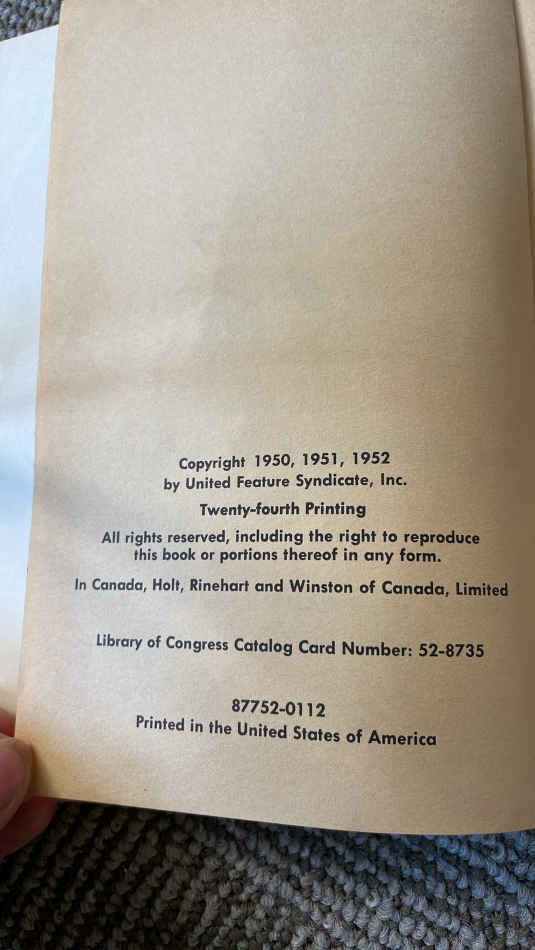 Copyright 1950, 1951, 1952
by United Feature Syndicate, Inc.
Twenty-fourth Printing
All rights reserved, including the right to reproduce
this book or portions thereof in any form.
In Canada, Holt, Rinehart and Winston of Canada, Limited
Library of Congress Catalog Card Number: 52-8735
87752-0112
Printed in the United States of America